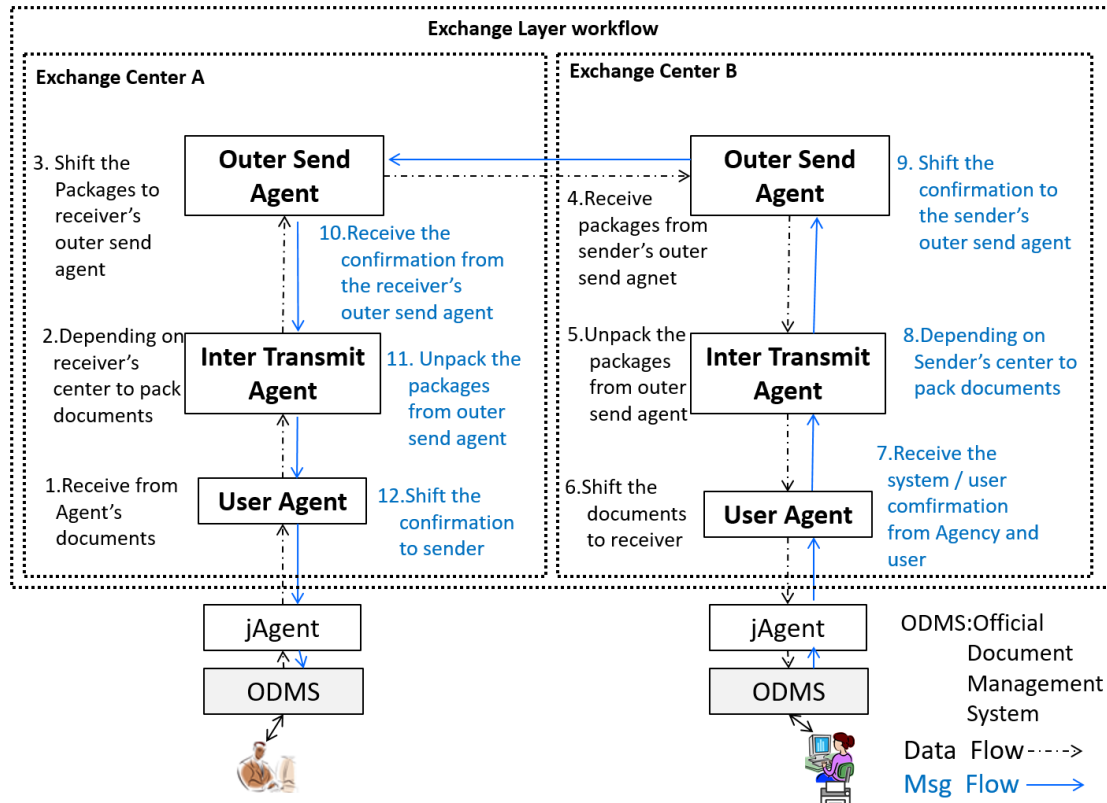 Exchange Layer workflow
Exchange Center A
Exchange Center B
Outer Send
Agent
Outer Send
Agent
3. Shift the
Packages to
receiver's
outer send
agent
4.Receive
packages from
sender's outer
send agnet
9. Shift the
confirmation to
the sender's
outer send agent
10.Receive the
confirmation from
the receiver's
outer send agent
2.Depending on
receiver's
center to pack
documents
Inter Transmit
Agent
11. Unpack the
packages
from outer
send agent
5.Unpack the
packages
from outer
send agent
Inter Transmit
Agent
8.Depending on
Sender's center to
pack documents
1.Receive from
Agent's
documents
User Agent
12.Shift the
confirmation
to sender
6.Shift the
documents
to receiver
User Agent
7.Receive the
system / user
comfirmation
from Agency and
user
jAgent
jAgent
ODMS
ODMS
ODMS:Official
Document
Management
System
Data Flow
Msg Flow